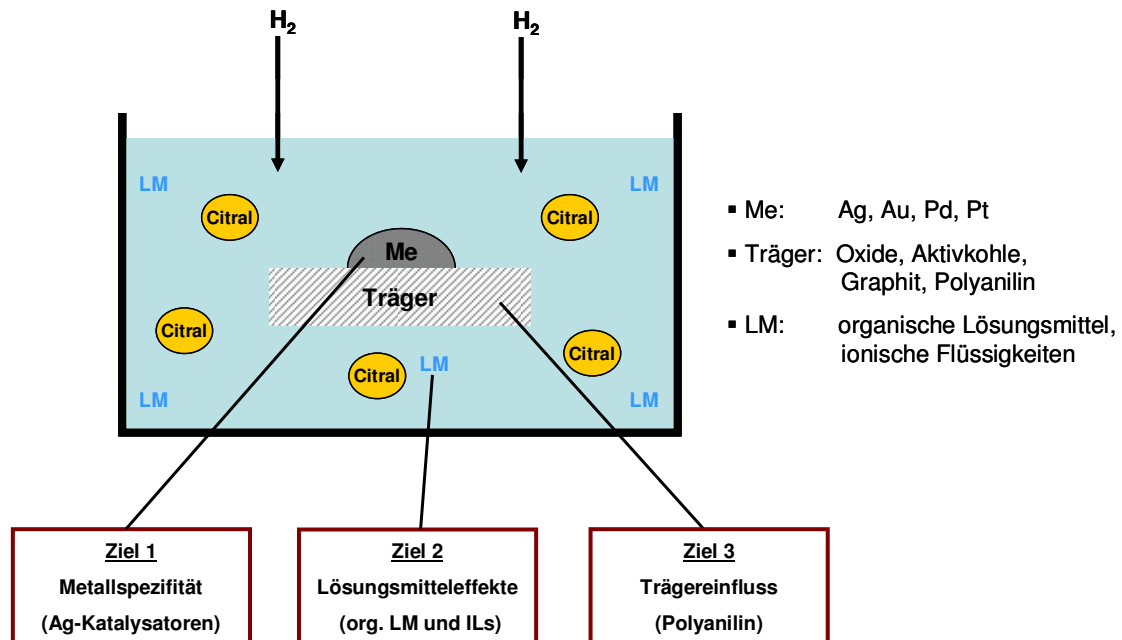 H2 H2
LM LM
Citral Citral
Me
Träger
Citral Citral
Citral LM
LM LM
▪ Me: Ag, Au, Pd, Pt
▪ Träger: Oxide, Aktivkohle,
Graphit, Polyanilin
▪ LM: organische Lösungsmittel,
ionische Flüssigkeiten
Ziel 1
Metallspezifität
(Ag-Katalysatoren)
Ziel 2
Lösungsmitteleffekte
(org. LM und ILs)
Ziel 3
Trägereinfluss
(Polyanilin)